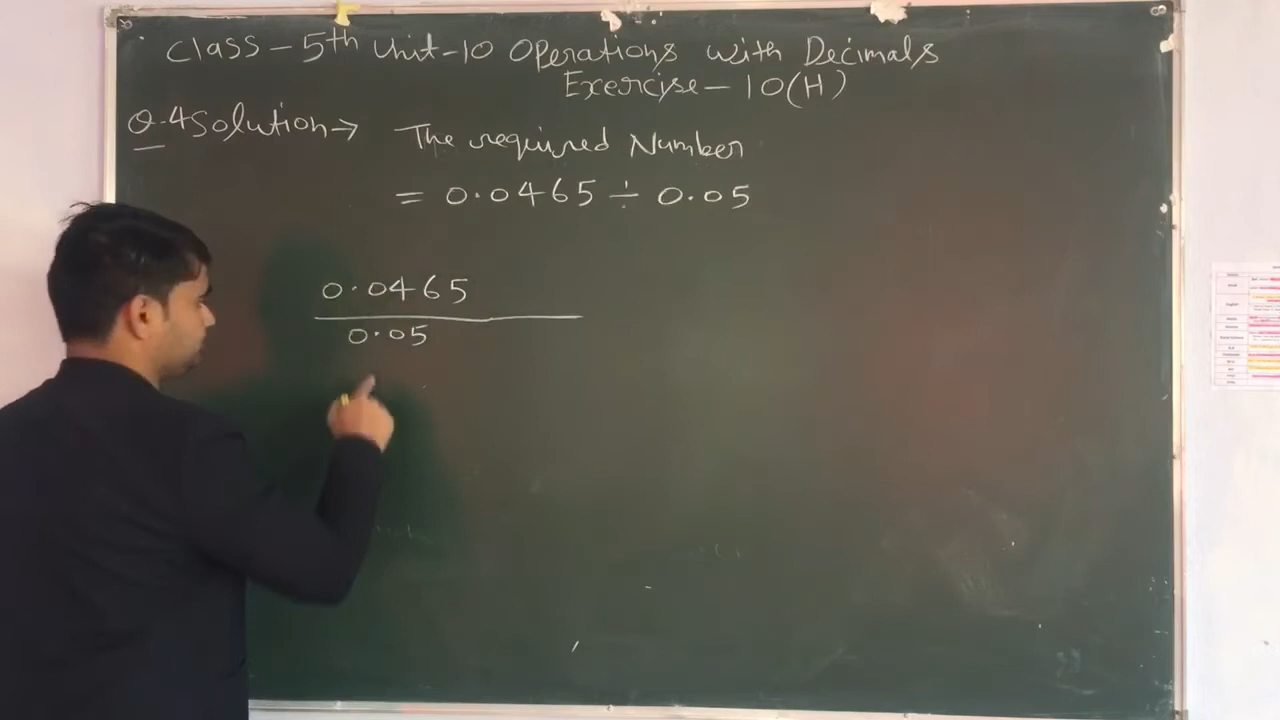 Class - 5th Unit-10 Operations with Decimals
Exercise - 10(H)
Q.4 Solution → The required Number
= 0.0465 ÷ 0.05
0.0465
0.05